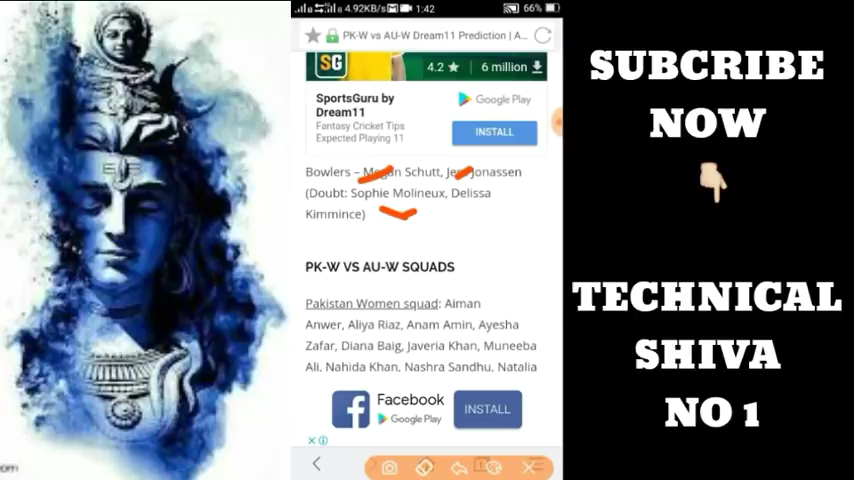 4.92KB/s 1:42 66%
PK-W vs AU-W Dream11 Prediction | A...
SG
4.2 ★ 6 million
SportsGuru by
Dream11
Fantasy Cricket Tips
Expected Playing 11
Google Play
INSTALL
Bowlers – Megan Schutt, Jess Jonassen
(Doubt: Sophie Molineux, Delissa
Kimmince)
PK-W VS AU-W SQUADS
Pakistan Women squad: Aiman
Anwer, Aliya Riaz, Anam Amin, Ayesha
Zafar, Diana Baig, Javeria Khan, Muneeba
Ali, Nahida Khan, Nashra Sandhu, Natalia
Facebook
Google Play
INSTALL
SUBCRIBE
NOW
TECHNICAL
SHIVA
NO 1